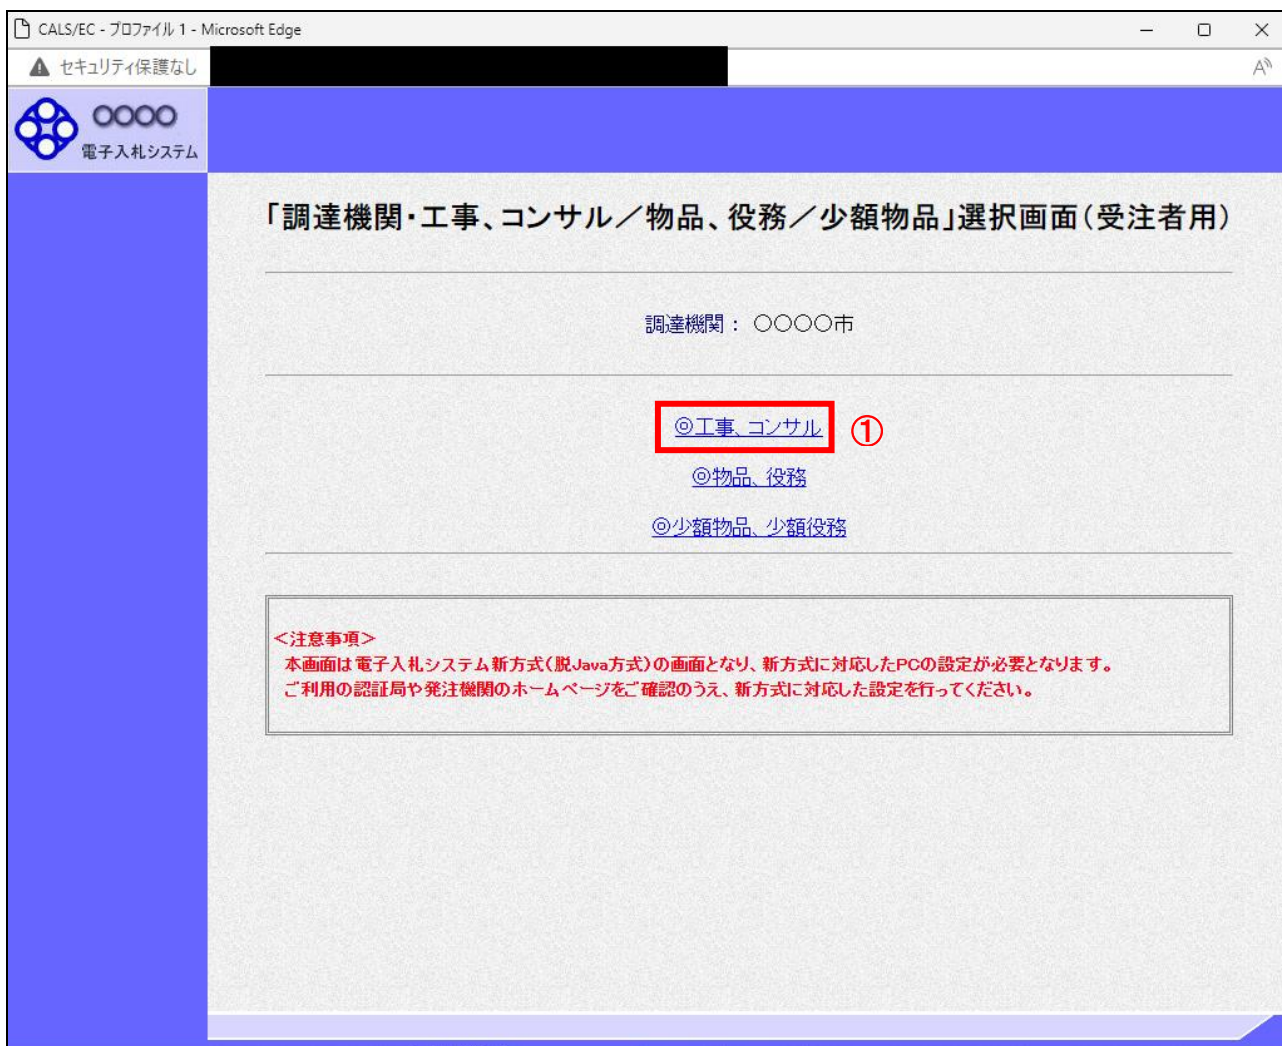 CALS/EC - プロファイル 1 - Microsoft Edge
セキュリティ保護なし
○○○○
電子入札システム
「調達機関・工事、コンサル／物品、役務／少額物品」選択画面(受注者用)
調達機関： ○○○○市
◎工事、コンサル ①
◎物品、役務
◎少額物品、少額役務
＜注意事項＞
本画面は電子入札システム新方式(脱Java方式)の画面となり、新方式に対応したPCの設定が必要となります。
ご利用の認証局や発注機関のホームページをご確認のうえ、新方式に対応した設定を行ってください。